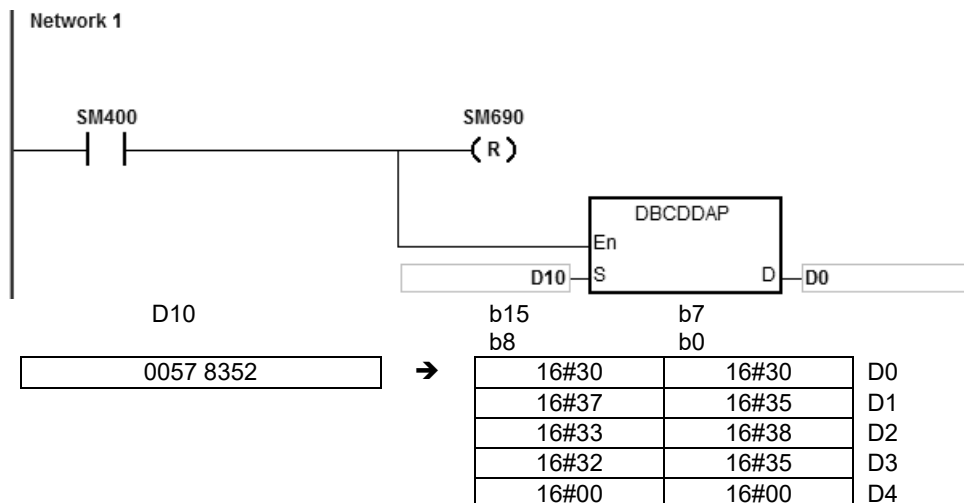 Network 1
SM400 SM690
( R )
DBCDDAP
En
D10 S D D0
D10 b15 b7
b8 b0
0057 8352 ➔ 16#30 16#30 D0
16#37 16#35 D1
16#33 16#38 D2
16#32 16#35 D3
16#00 16#00 D4